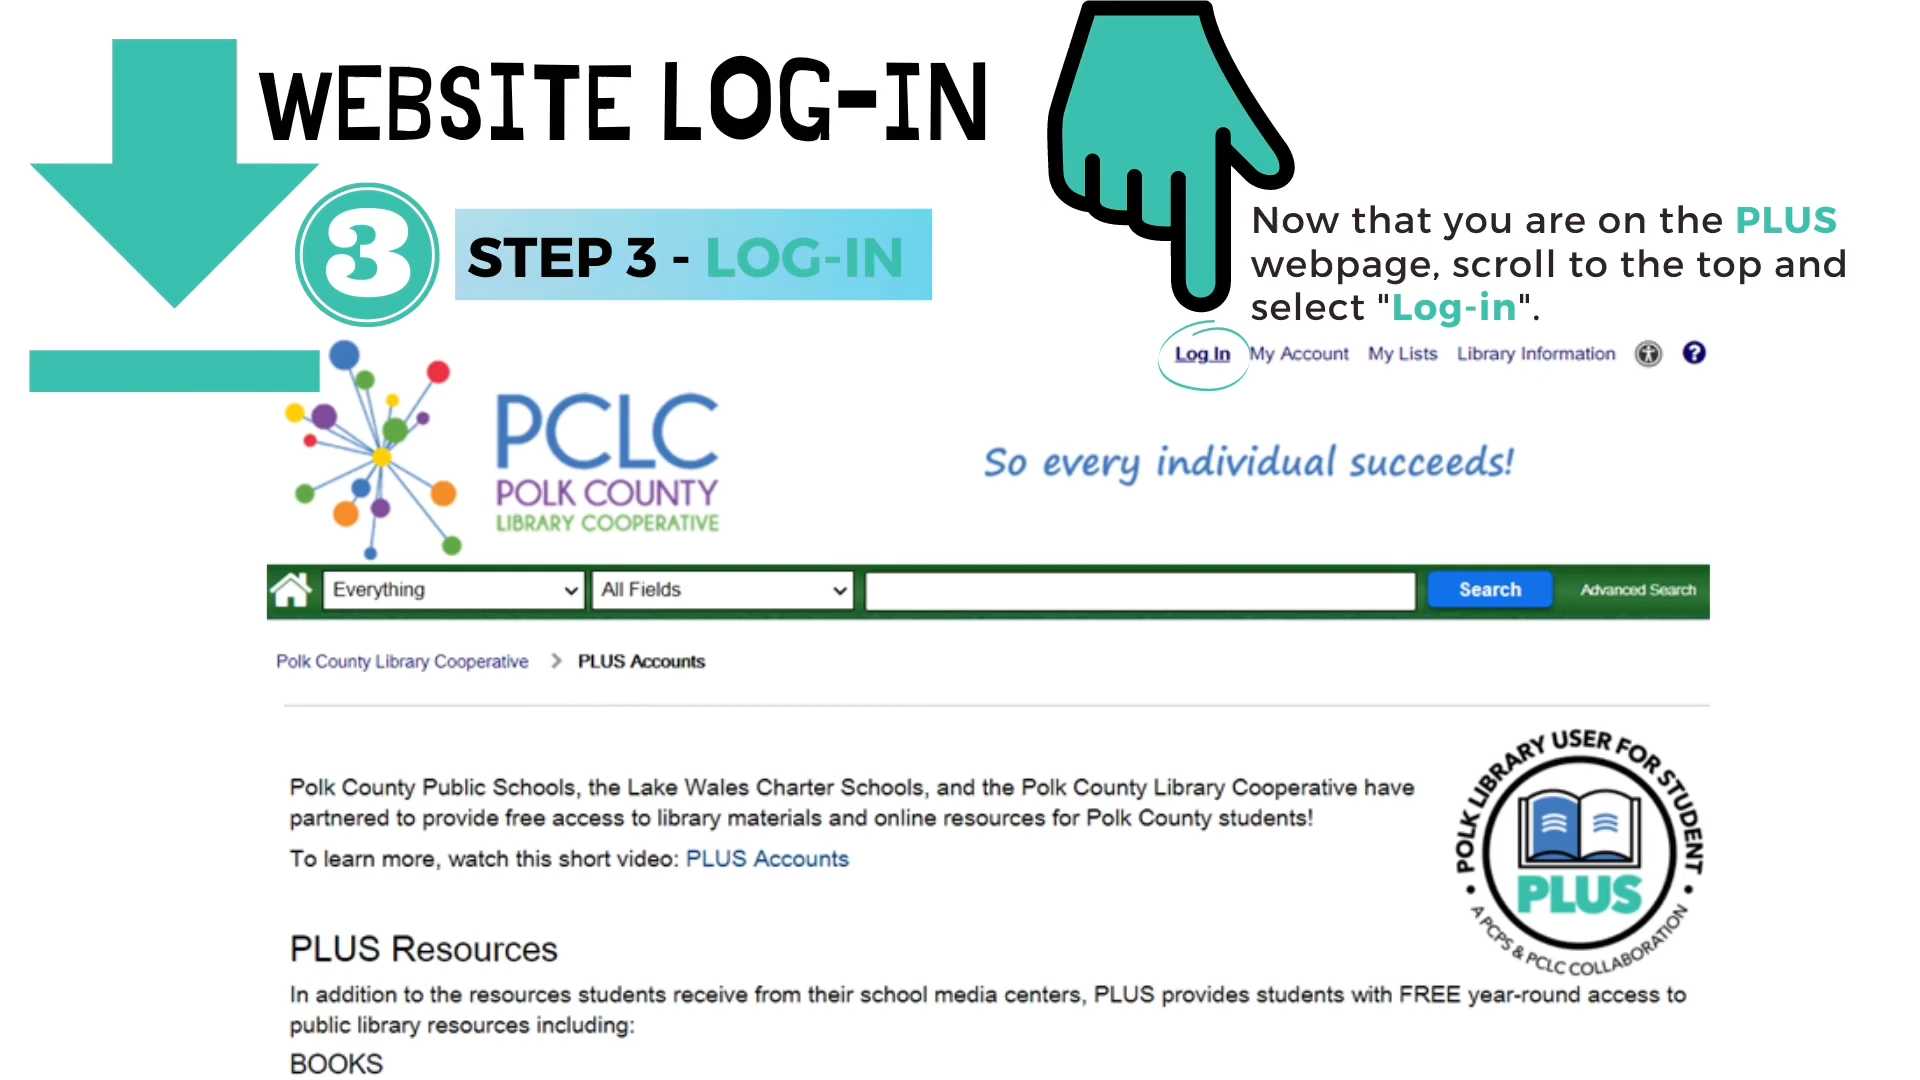 WEBSITE LOG-IN
3
STEP 3 - LOG-IN
Now that you are on the PLUS
webpage, scroll to the top and
select "Log-in".
Log In My Account My Lists Library Information ?
PCLC
POLK COUNTY
LIBRARY COOPERATIVE
So every individual succeeds!
Everything All Fields Search Advanced Search
Polk County Library Cooperative > PLUS Accounts
Polk County Public Schools, the Lake Wales Charter Schools, and the Polk County Library Cooperative have
partnered to provide free access to library materials and online resources for Polk County students!
To learn more, watch this short video: PLUS Accounts
POLK LIBRARY USER FOR STUDENT
PLUS
• A PCPS & PCLC COLLABORATION •
PLUS Resources
In addition to the resources students receive from their school media centers, PLUS provides students with FREE year-round access to
public library resources including:
BOOKS